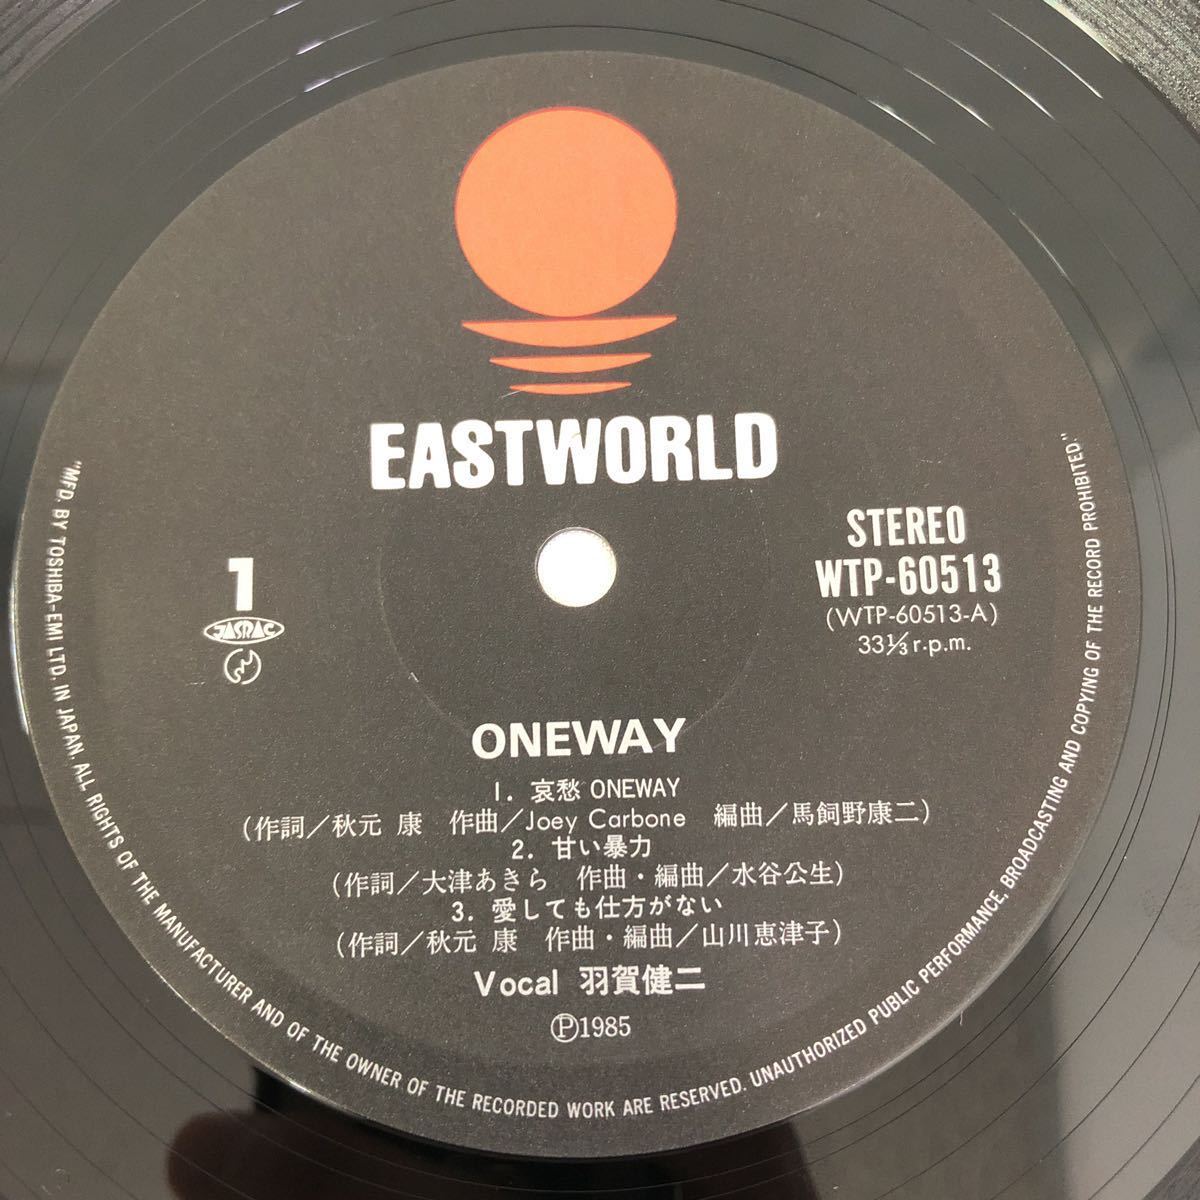 EASTWORLD
STEREO
WTP-60513
(WTP-60513-A)
33⅓ r.p.m.
1
JASRAC
ONEWAY
1. 哀愁 ONEWAY
(作詞／秋元 康　作曲／Joey Carbone　編曲／馬飼野康二)
2. 甘い暴力
(作詞／大津あきら　作曲・編曲／水谷公生)
3. 愛しても仕方がない
(作詞／秋元 康　作曲・編曲／山川恵津子)
Vocal 羽賀健二
Ⓟ1985
"MFD. BY TOSHIBA-EMI LTD. IN JAPAN. ALL RIGHTS OF THE MANUFACTURER AND OF THE OWNER OF THE RECORDED WORK ARE RESERVED. UNAUTHORIZED PUBLIC PERFORMANCE, BROADCASTING AND COPYING OF THE RECORD PROHIBITED."